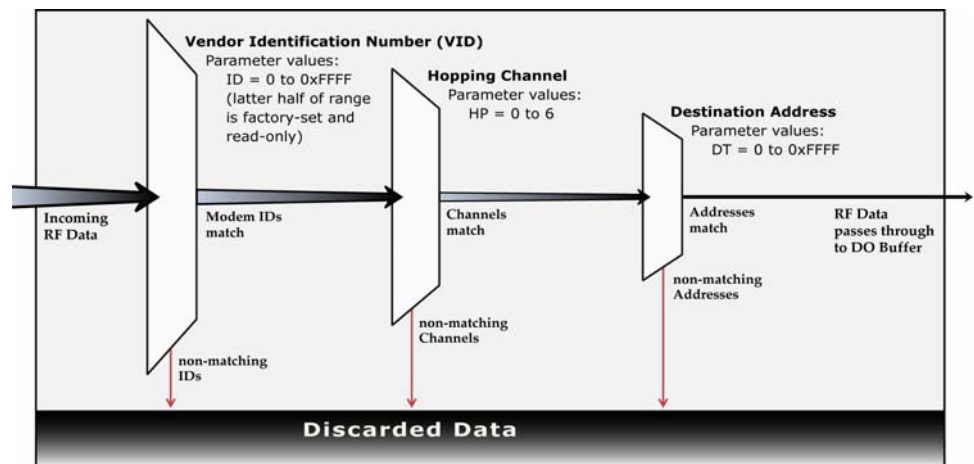 Vendor Identification Number (VID)
Parameter values:
ID = 0 to 0xFFFF
(latter half of range
is factory-set and
read-only)
Hopping Channel
Parameter values:
HP = 0 to 6
Destination Address
Parameter values:
DT = 0 to 0xFFFF
Incoming
RF Data
Modem IDs
match
Channels
match
Addresses
match
RF Data
passes through
to DO Buffer
non-matching
IDs
non-matching
Channels
non-matching
Addresses
Discarded Data